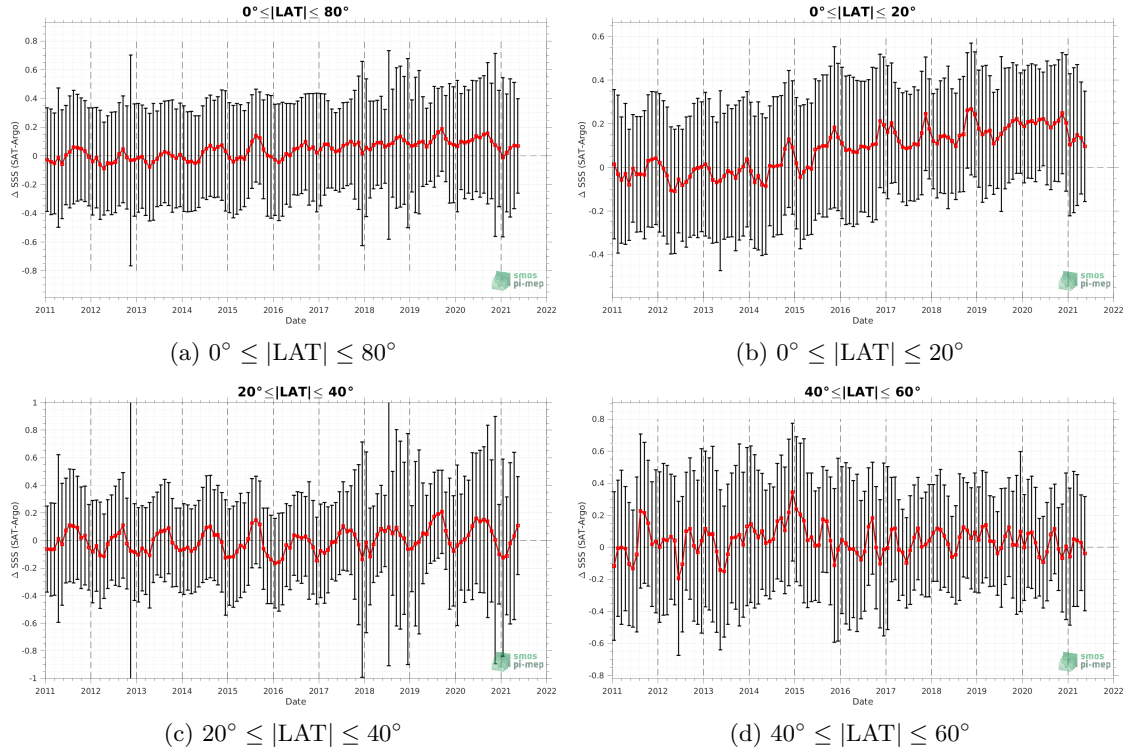 0°≤|LAT|≤ 80°
Δ SSS (SAT-Argo)
0.8
0.6
0.4
0.2
0
-0.2
-0.4
-0.6
-0.8
2011 2012 2013 2014 2015 2016 2017 2018 2019 2020 2021 2022
Date
smos
pi-mep
(a) 0° ≤ |LAT| ≤ 80°
0°≤|LAT|≤ 20°
Δ SSS (SAT-Argo)
0.6
0.4
0.2
0
-0.2
-0.4
2011 2012 2013 2014 2015 2016 2017 2018 2019 2020 2021 2022
Date
smos
pi-mep
(b) 0° ≤ |LAT| ≤ 20°
20°≤|LAT|≤ 40°
Δ SSS (SAT-Argo)
1
0.8
0.6
0.4
0.2
0
-0.2
-0.4
-0.6
-0.8
-1
2011 2012 2013 2014 2015 2016 2017 2018 2019 2020 2021 2022
Date
smos
pi-mep
(c) 20° ≤ |LAT| ≤ 40°
40°≤|LAT|≤ 60°
Δ SSS (SAT-Argo)
0.8
0.6
0.4
0.2
0
-0.2
-0.4
-0.6
-0.8
2011 2012 2013 2014 2015 2016 2017 2018 2019 2020 2021 2022
Date
smos
pi-mep
(d) 40° ≤ |LAT| ≤ 60°